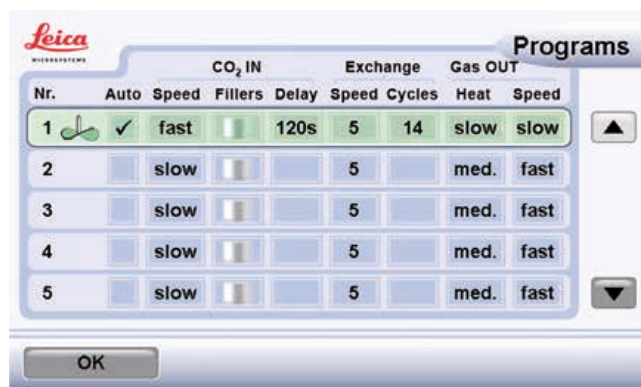 Leica
MICROSYSTEMS
Programs
CO₂ IN Exchange Gas OUT
Nr. Auto Speed Fillers Delay Speed Cycles Heat Speed
1 ✓ fast 120s 5 14 slow slow
2 slow 5 med. fast
3 slow 5 med. fast
4 slow 5 med. fast
5 slow 5 med. fast
OK